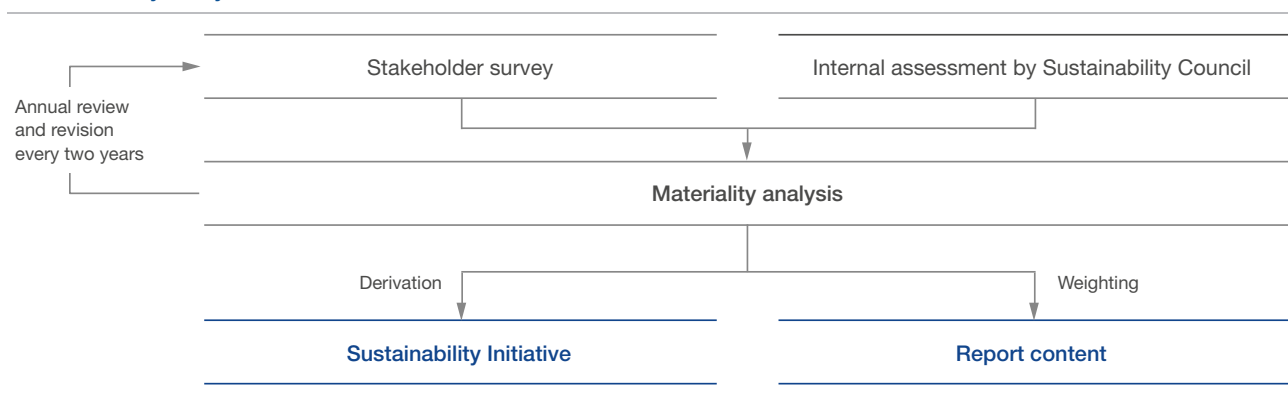 Stakeholder survey
Internal assessment by Sustainability Council
Annual review
and revision
every two years
Materiality analysis
Derivation
Weighting
Sustainability Initiative
Report content